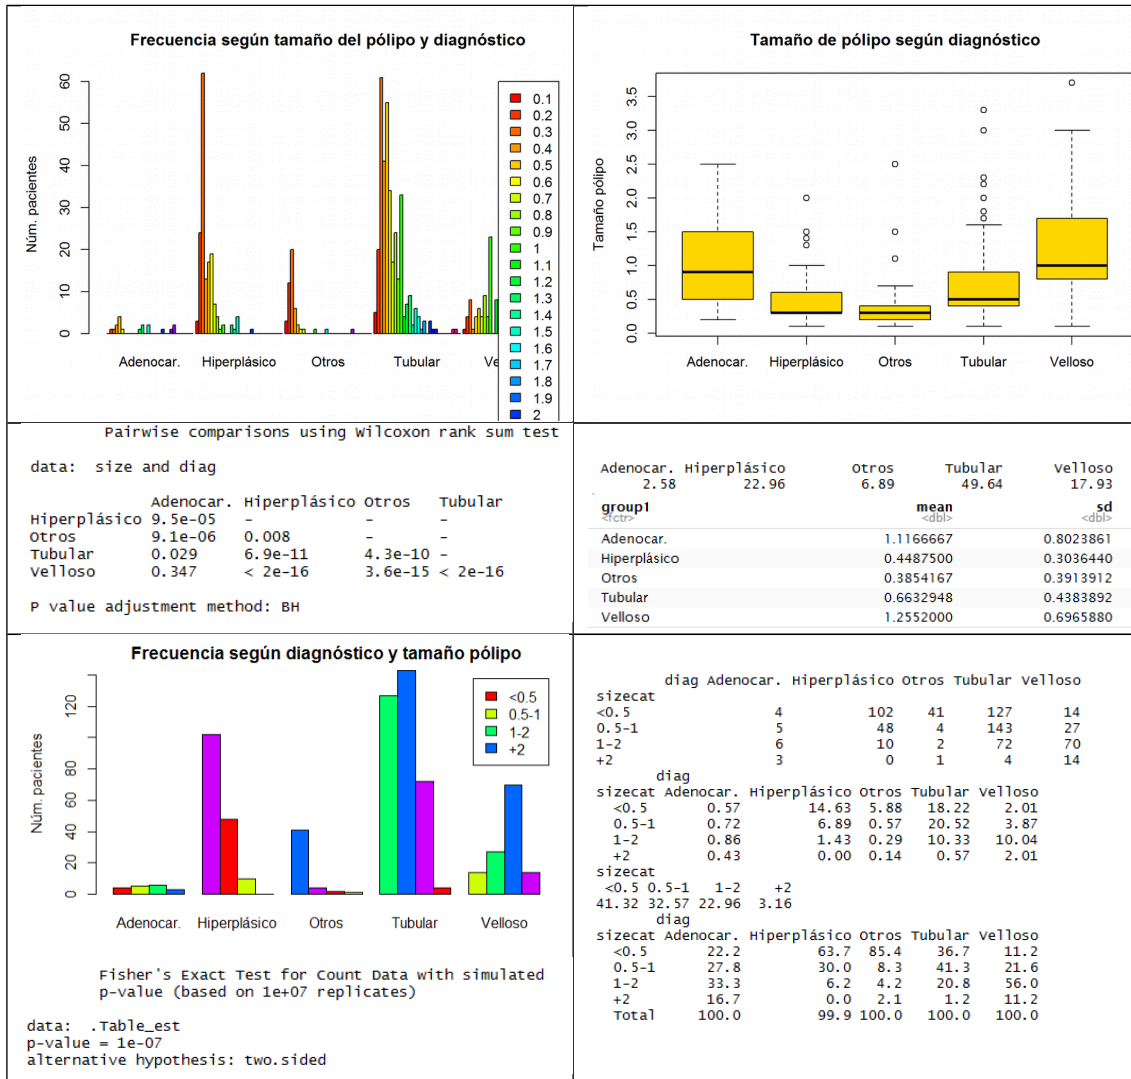 Frecuencia según tamaño del pólipo y diagnóstico
Núm. pacientes
60
50
40
30
20
10
0
Adenocar. Hiperplásico Otros Tubular Ve
0.1
0.2
0.3
0.4
0.5
0.6
0.7
0.8
0.9
1
1.1
1.2
1.3
1.4
1.5
1.6
1.7
1.8
1.9
2
Tamaño de pólipo según diagnóstico
Tamaño pólipo
3.5
3.0
2.5
2.0
1.5
1.0
0.5
0.0
Adenocar. Hiperplásico Otros Tubular Velloso
Pairwise comparisons using Wilcoxon rank sum test
data: size and diag
Adenocar. Hiperplásico Otros Tubular
Hiperplásico 9.5e-05 - - -
Otros 9.1e-06 0.008 - -
Tubular 0.029 6.9e-11 4.3e-10 -
Velloso 0.347 < 2e-16 3.6e-15 < 2e-16
P value adjustment method: BH
Adenocar. Hiperplásico Otros Tubular Velloso
2.58 22.96 6.89 49.64 17.93
group1 mean sd
<fctr> <dbl> <dbl>
Adenocar. 1.1166667 0.8023861
Hiperplásico 0.4487500 0.3036440
Otros 0.3854167 0.3913912
Tubular 0.6632948 0.4383892
Velloso 1.2552000 0.6965880
Frecuencia según diagnóstico y tamaño pólipo
Núm. pacientes
120
80
60
40
20
0
Adenocar. Hiperplásico Otros Tubular Velloso
<0.5
0.5-1
1-2
+2
Fisher's Exact Test for Count Data with simulated
p-value (based on 1e+07 replicates)
data: .Table_est
p-value = 1e-07
alternative hypothesis: two.sided
diag Adenocar. Hiperplásico Otros Tubular Velloso
sizecat
<0.5 4 102 41 127 14
0.5-1 5 48 4 143 27
1-2 6 10 2 72 70
+2 3 0 1 4 14
diag
sizecat Adenocar. Hiperplásico Otros Tubular Velloso
<0.5 0.57 14.63 5.88 18.22 2.01
0.5-1 0.72 6.89 0.57 20.52 3.87
1-2 0.86 1.43 0.29 10.33 10.04
+2 0.43 0.00 0.14 0.57 2.01
sizecat
<0.5 0.5-1 1-2 +2
41.32 32.57 22.96 3.16
diag
sizecat Adenocar. Hiperplásico Otros Tubular Velloso
<0.5 22.2 63.7 85.4 36.7 11.2
0.5-1 27.8 30.0 8.3 41.3 21.6
1-2 33.3 6.2 4.2 20.8 56.0
+2 16.7 0.0 2.1 1.2 11.2
Total 100.0 99.9 100.0 100.0 100.0